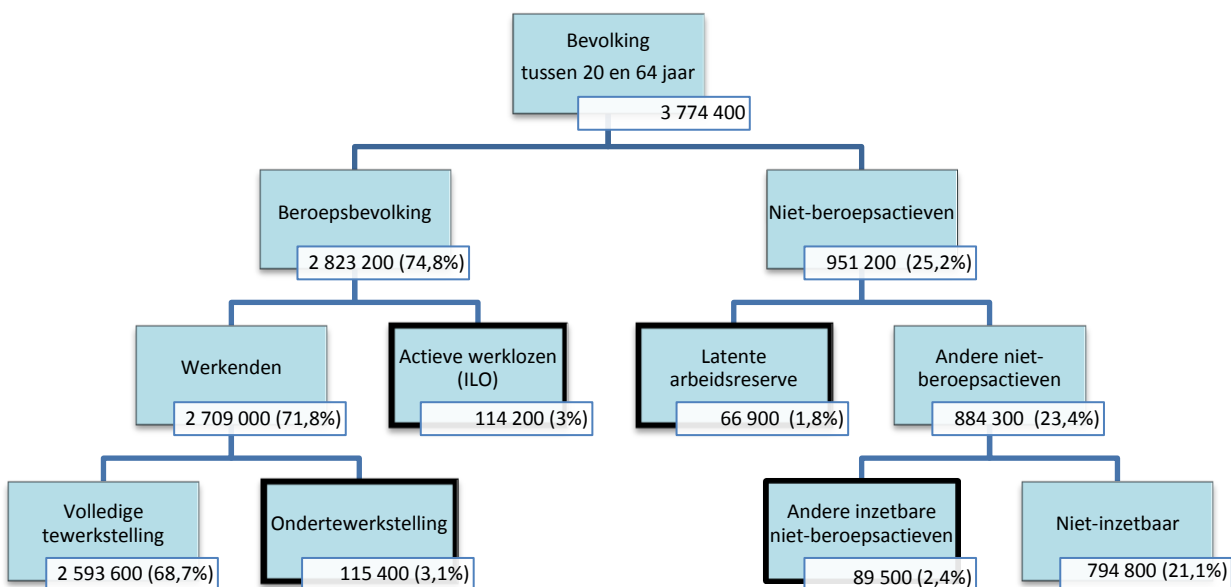 Bevolking
tussen 20 en 64 jaar
3 774 400
Beroepsbevolking
2 823 200 (74,8%)
Niet-beroepsactieven
951 200 (25,2%)
Werkenden
2 709 000 (71,8%)
Actieve werklozen
(ILO)
114 200 (3%)
Latente
arbeidsreserve
66 900 (1,8%)
Andere niet-
beroepsactieven
884 300 (23,4%)
Volledige
tewerkstelling
2 593 600 (68,7%)
Ondertewerkstelling
115 400 (3,1%)
Andere inzetbare
niet-beroepsactieven
89 500 (2,4%)
Niet-inzetbaar
794 800 (21,1%)